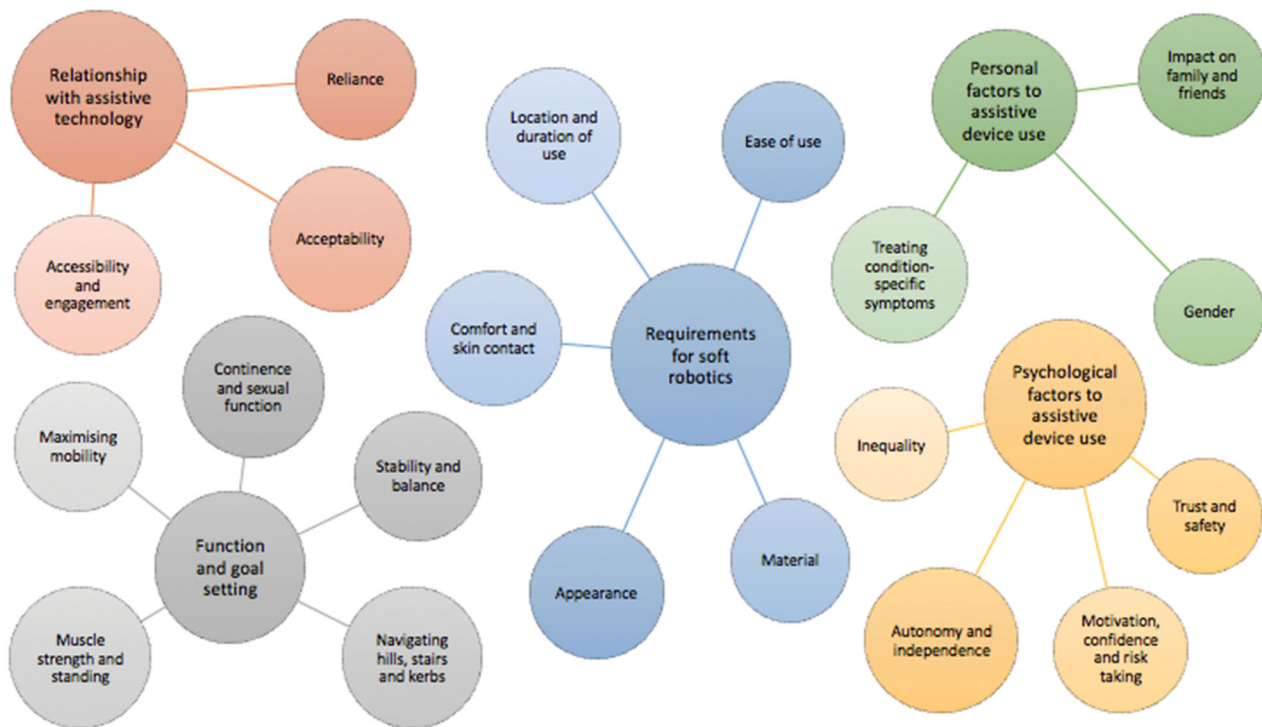 Relationship
with assistive
technology
Reliance
Acceptability
Accessibility
and
engagement
Location and
duration of
use
Ease of use
Comfort and
skin contact
Requirements
for soft
robotics
Appearance
Material
Personal
factors to
assistive
device use
Impact on
family and
friends
Treating
condition-
specific
symptoms
Gender
Continence
and sexual
function
Maximising
mobility
Stability and
balance
Function
and goal
setting
Muscle
strength and
standing
Navigating
hills, stairs
and kerbs
Psychological
factors to
assistive
device use
Inequality
Trust and
safety
Autonomy and
independence
Motivation,
confidence
and risk
taking